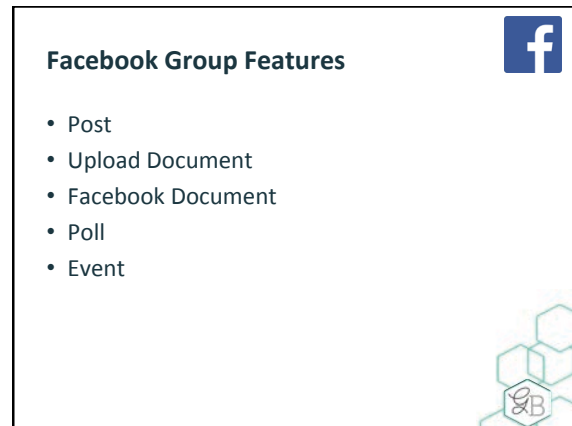 Facebook Group Features
f
• Post
• Upload Document
• Facebook Document
• Poll
• Event
GB